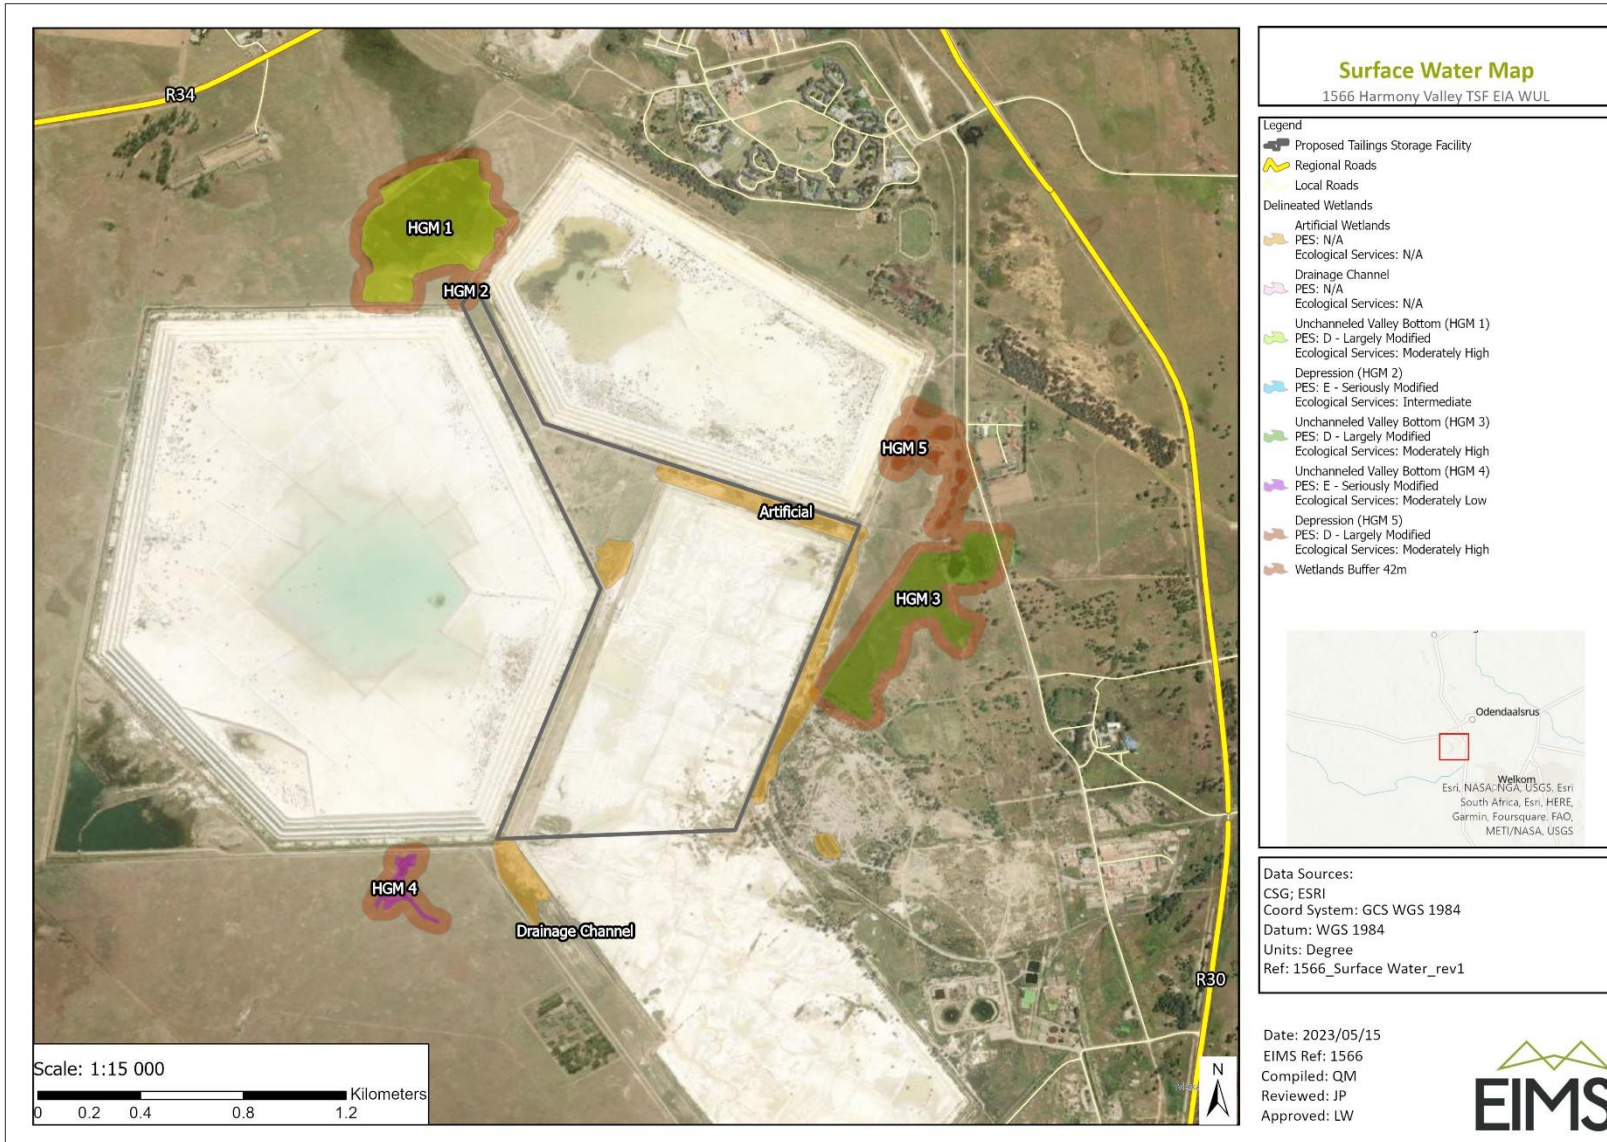 Surface Water Map
1566 Harmony Valley TSF EIA WUL
Legend
Proposed Tailings Storage Facility
Regional Roads
Local Roads
Delineated Wetlands
Artificial Wetlands
PES: N/A
Ecological Services: N/A
Drainage Channel
PES: N/A
Ecological Services: N/A
Unchanneled Valley Bottom (HGM 1)
PES: D - Largely Modified
Ecological Services: Moderately High
Depression (HGM 2)
PES: E - Seriously Modified
Ecological Services: Intermediate
Unchanneled Valley Bottom (HGM 3)
PES: D - Largely Modified
Ecological Services: Moderately High
Unchanneled Valley Bottom (HGM 4)
PES: E - Seriously Modified
Ecological Services: Moderately Low
Depression (HGM 5)
PES: D - Largely Modified
Ecological Services: Moderately High
Wetlands Buffer 42m
R34
HGM 1
HGM 2
HGM 5
Artificial
HGM 3
HGM 4
Drainage Channel
R30
Scale: 1:15 000
Kilometers
0 0.2 0.4 0.8 1.2
N
Odendaalsrus
Welkom
Esri, NASA, NGA, USGS, Esri
South Africa, Esri, HERE,
Garmin, Foursquare, FAO,
METI/NASA, USGS
Data Sources:
CSG; ESRI
Coord System: GCS WGS 1984
Datum: WGS 1984
Units: Degree
Ref: 1566_Surface Water_rev1
Date: 2023/05/15
EIMS Ref: 1566
Compiled: QM
Reviewed: JP
Approved: LW
EIMS